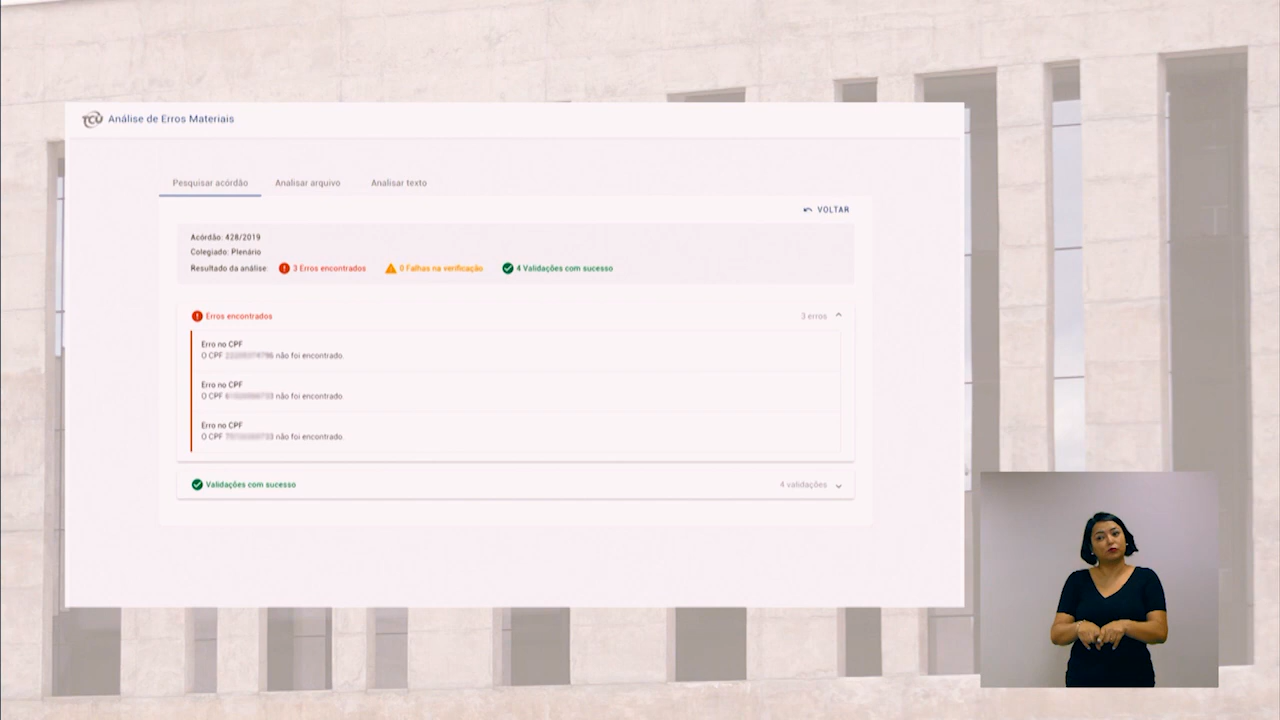 TCU Análise de Erros Materiais
Pesquisar acórdão Analisar arquivo Analisar texto
VOLTAR
Acórdão: 428/2019
Colegiado: Plenário
Resultado da análise: 3 Erros encontrados 0 Falhas na verificação 4 Validações com sucesso
Erros encontrados 3 erros
Erro no CPF
O CPF não foi encontrado.
Erro no CPF
O CPF não foi encontrado.
Erro no CPF
O CPF não foi encontrado.
Validações com sucesso 4 validações